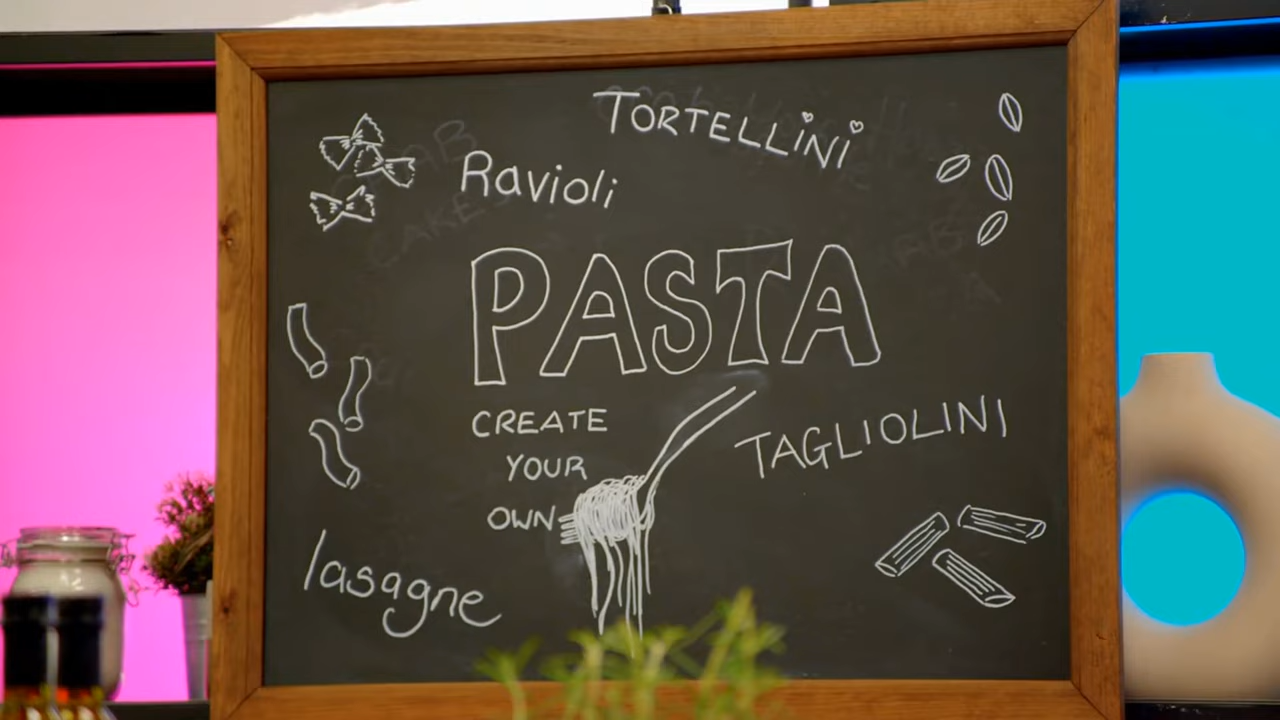 TORTELLINI
Ravioli
PASTA
CREATE
YOUR
OWN
TAGLIOLINI
lasagne